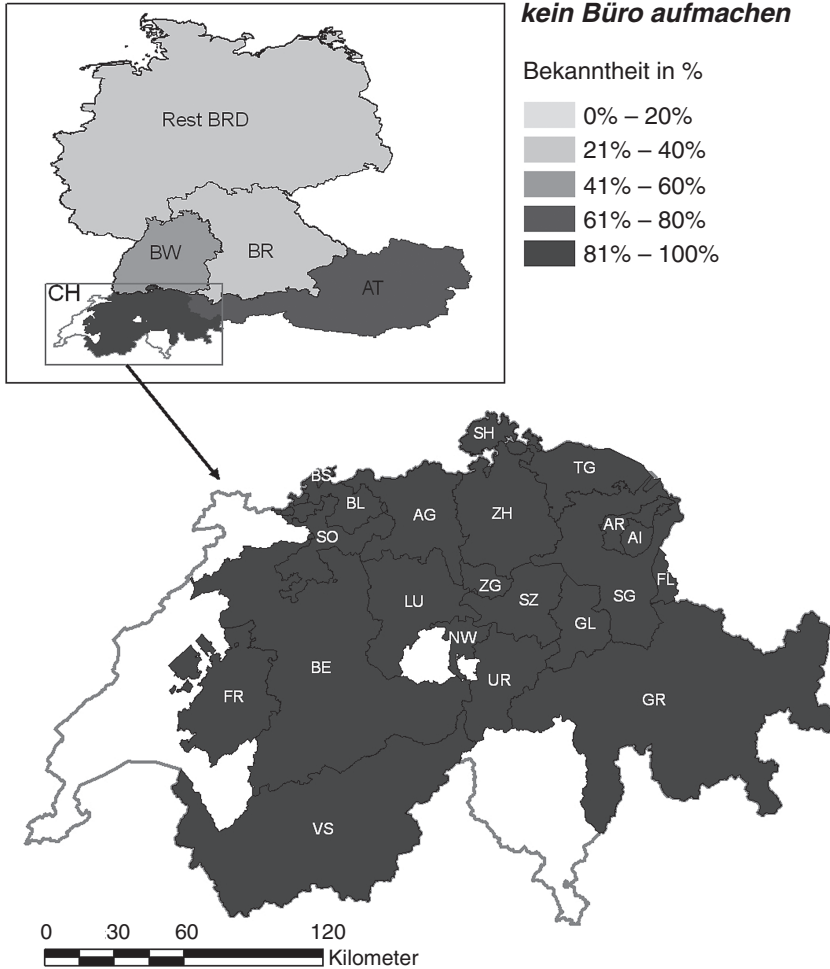 kein Büro aufmachen
Bekanntheit in %
0% – 20%
21% – 40%
41% – 60%
61% – 80%
81% – 100%
Rest BRD
BW
BR
AT
CH
SH
TG
BS
BL
AG
ZH
AR
AI
SO
FL
ZG
SZ
SG
LU
GL
NW
BE
UR
FR
GR
VS
0 30 60 120
Kilometer